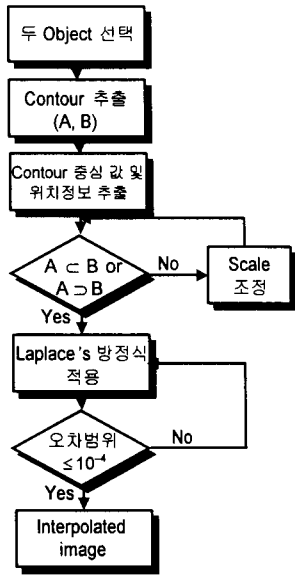 두 Object 선택
Contour 추출
(A, B)
Contour 중심 값 및
위치정보 추출
A ⊂ B or
A ⊃ B
No
Scale
조정
Yes
Laplace's 방정식
적용
오차범위
≤10⁻⁴
No
Yes
Interpolated
image